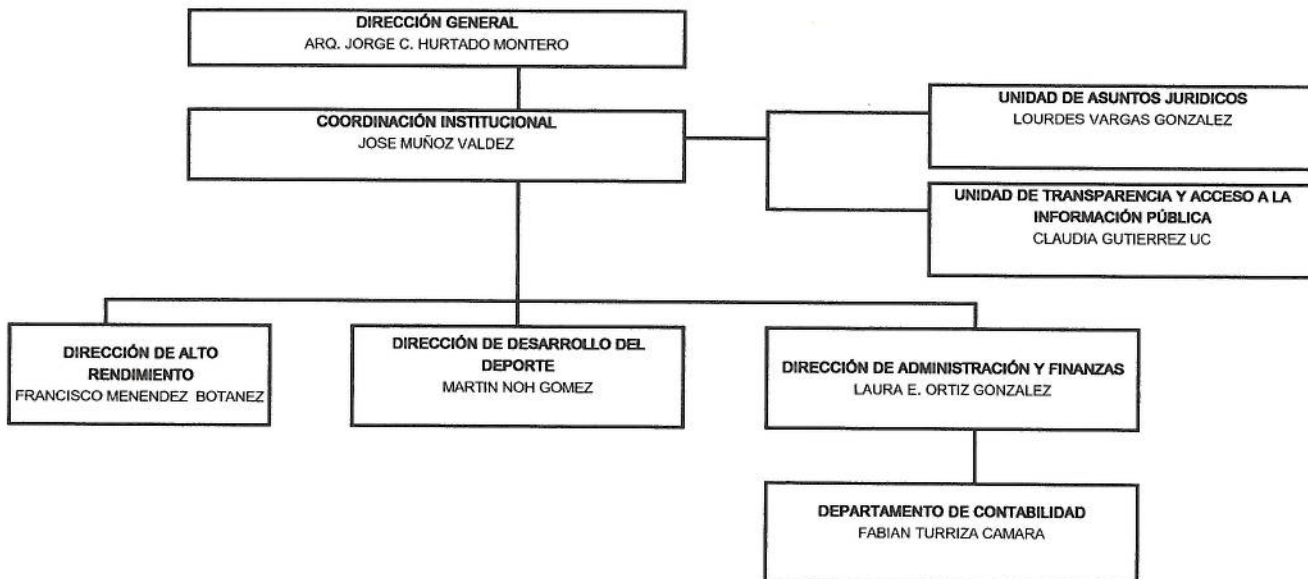 DIRECCIÓN GENERAL
ARQ. JORGE C. HURTADO MONTERO
COORDINACIÓN INSTITUCIONAL
JOSE MUÑOZ VALDEZ
UNIDAD DE ASUNTOS JURIDICOS
LOURDES VARGAS GONZALEZ
UNIDAD DE TRANSPARENCIA Y ACCESO A LA
INFORMACIÓN PÚBLICA
CLAUDIA GUTIERREZ UC
DIRECCIÓN DE ALTO
RENDIMIENTO
FRANCISCO MENENDEZ BOTANEZ
DIRECCIÓN DE DESARROLLO DEL
DEPORTE
MARTIN NOH GOMEZ
DIRECCIÓN DE ADMINISTRACIÓN Y FINANZAS
LAURA E. ORTIZ GONZALEZ
DEPARTAMENTO DE CONTABILIDAD
FABIAN TURRIZA CAMARA